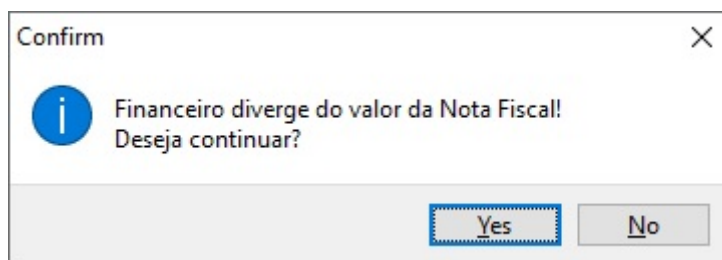 Confirm
Financeiro diverge do valor da Nota Fiscal!
Deseja continuar?
Yes
No